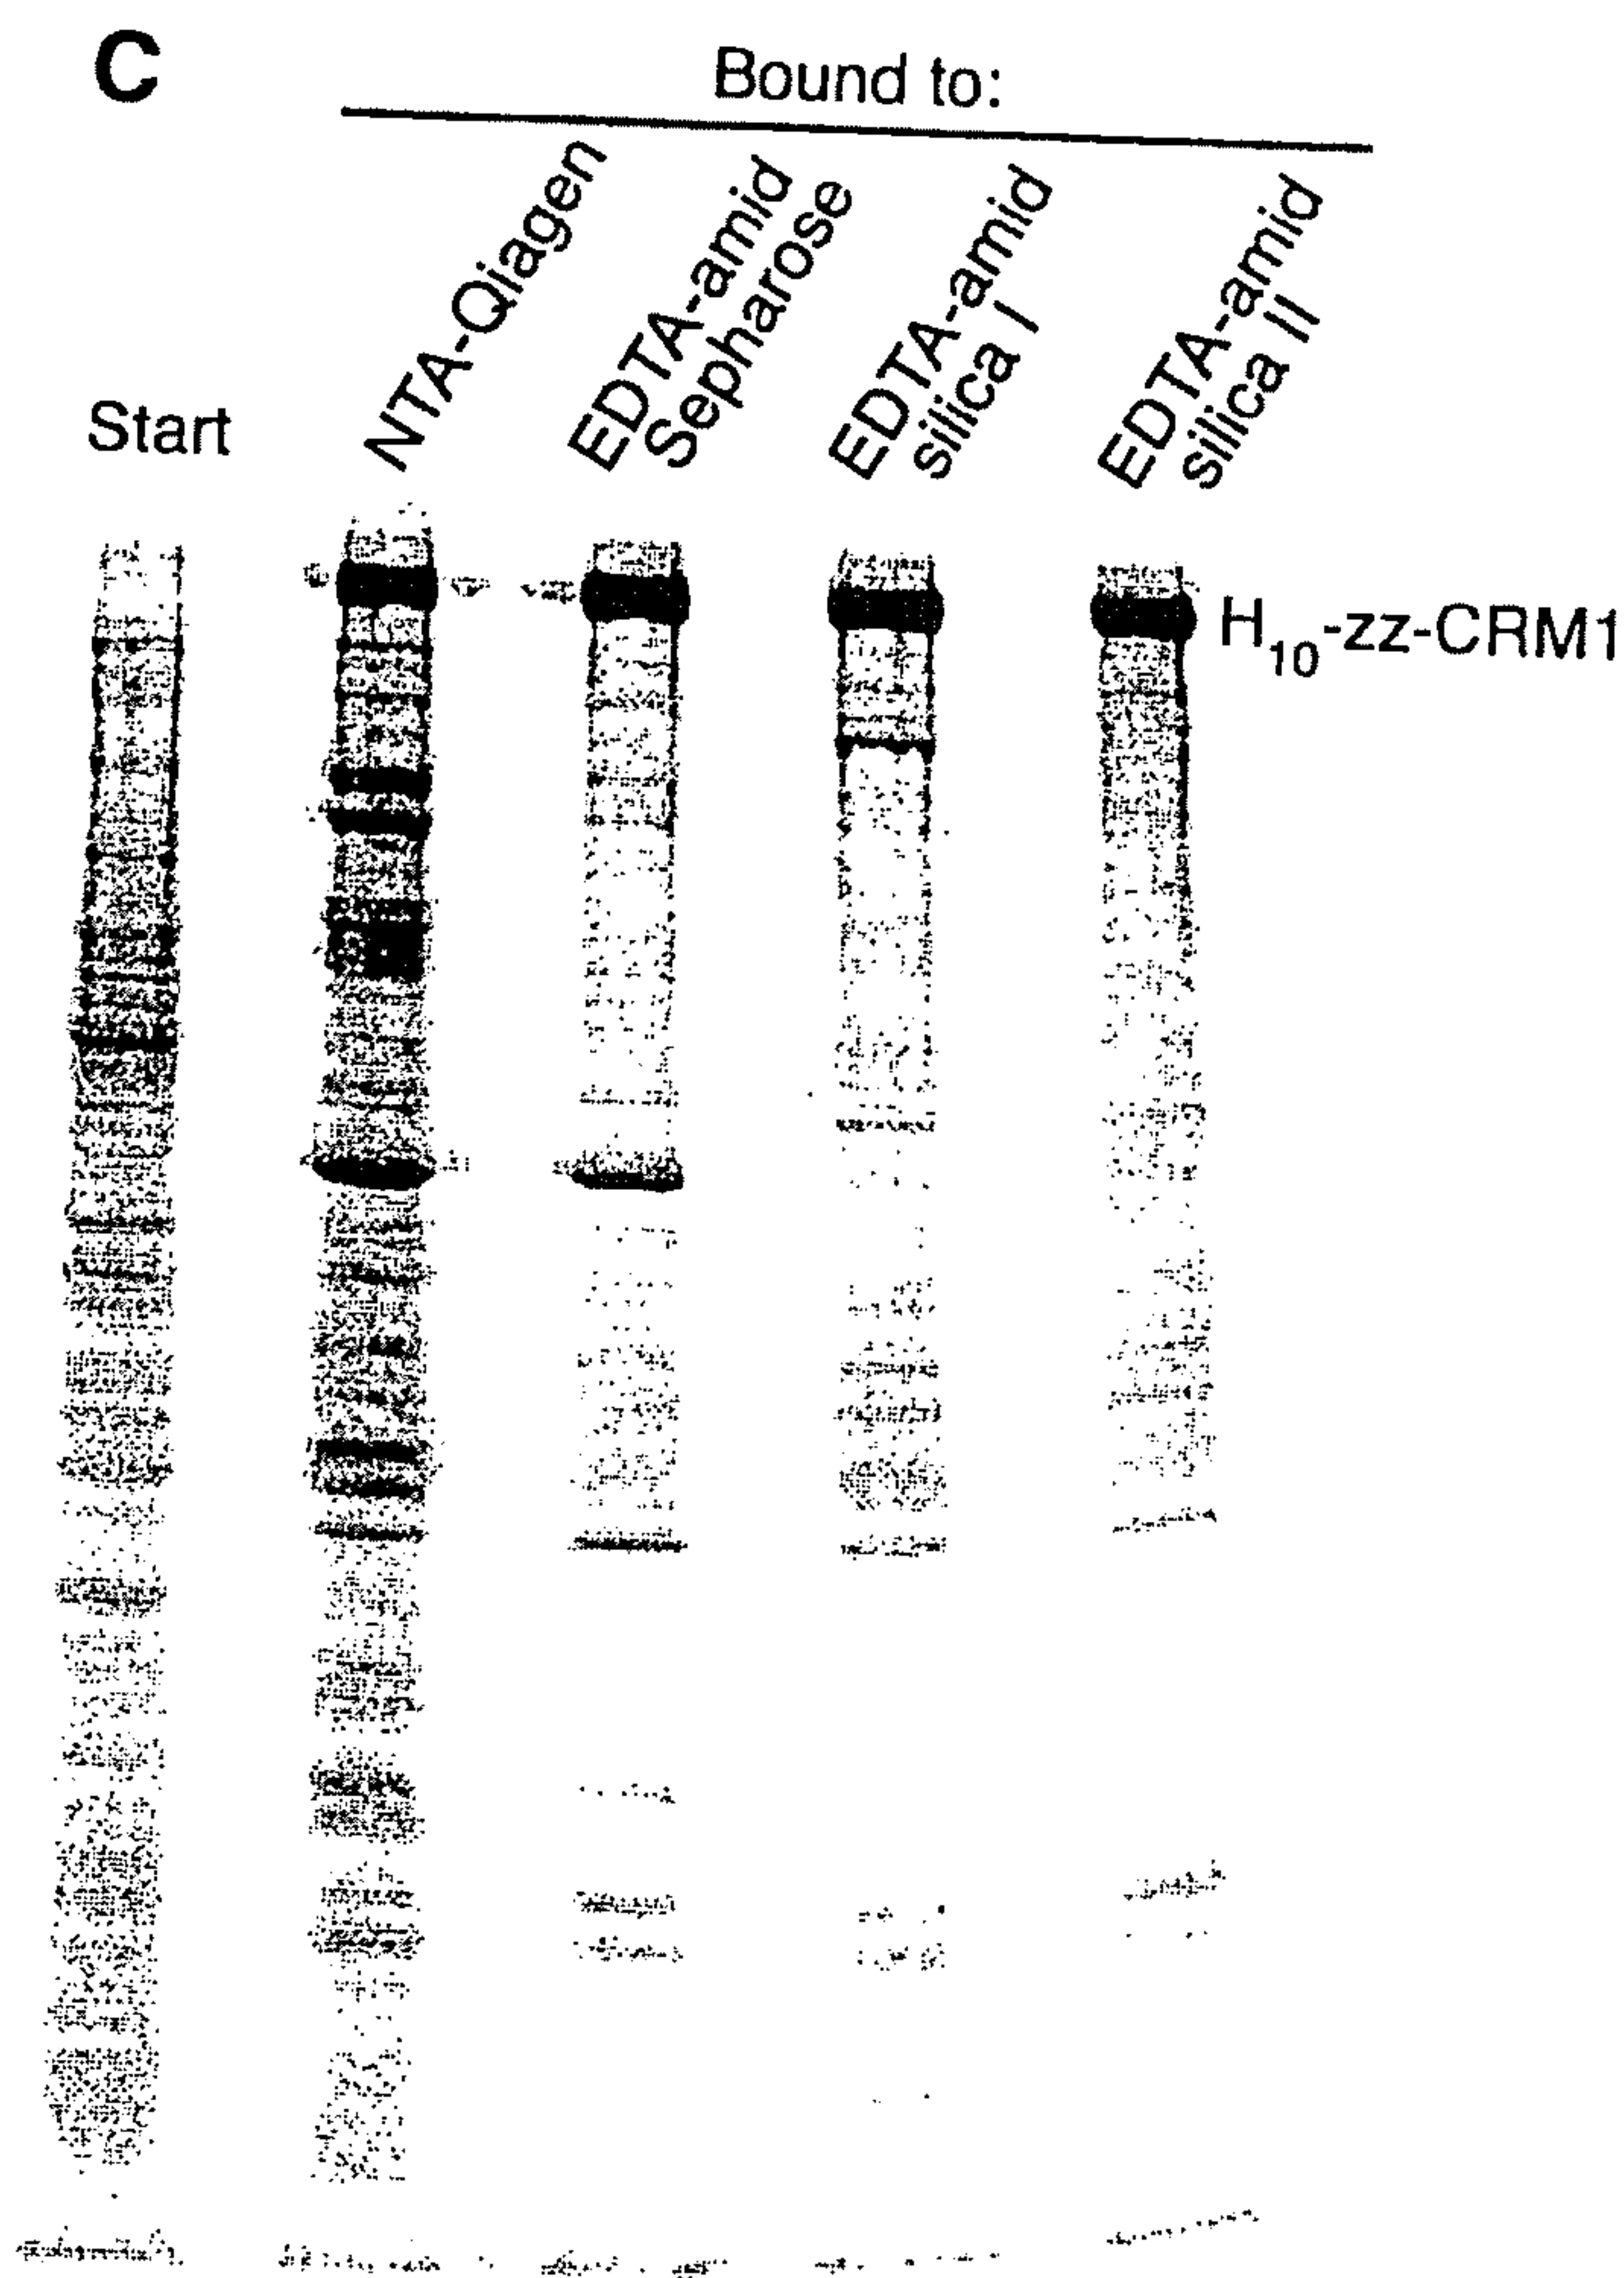 C
Bound to:
Start
NTA-Qiagen
EDTA-amid
Sepharose
EDTA-amid
silica I
EDTA-amid
silica II
H10-zz-CRM1